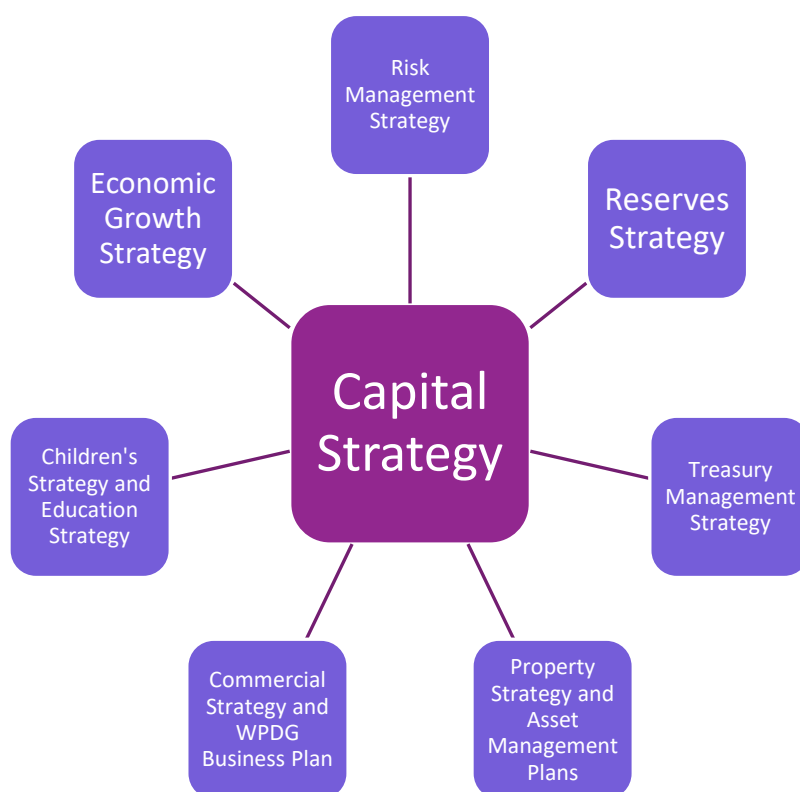 Risk
Management
Strategy
Economic
Growth
Strategy
Reserves
Strategy
Capital
Strategy
Children's
Strategy and
Education
Strategy
Treasury
Management
Strategy
Commercial
Strategy and
WPDG
Business Plan
Property
Strategy and
Asset
Management
Plans